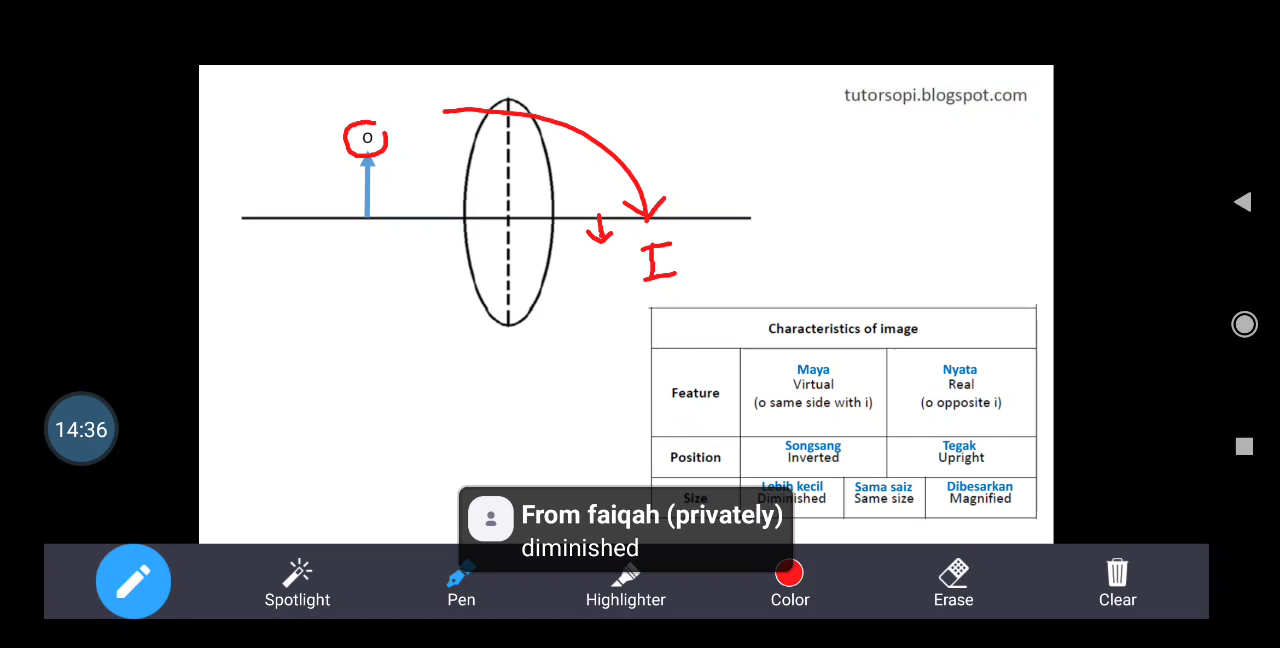 tutorsopi.blogspot.com
o
I
Characteristics of image
Feature
Maya
Virtual
(o same side with i)
Nyata
Real
(o opposite i)
Position
Songsang
Inverted
Tegak
Upright
Size
Lebih kecil
Diminished
Sama saiz
Same size
Dibesarkan
Magnified
14:36
From faiqah (privately)
diminished
Spotlight
Pen
Highlighter
Color
Erase
Clear